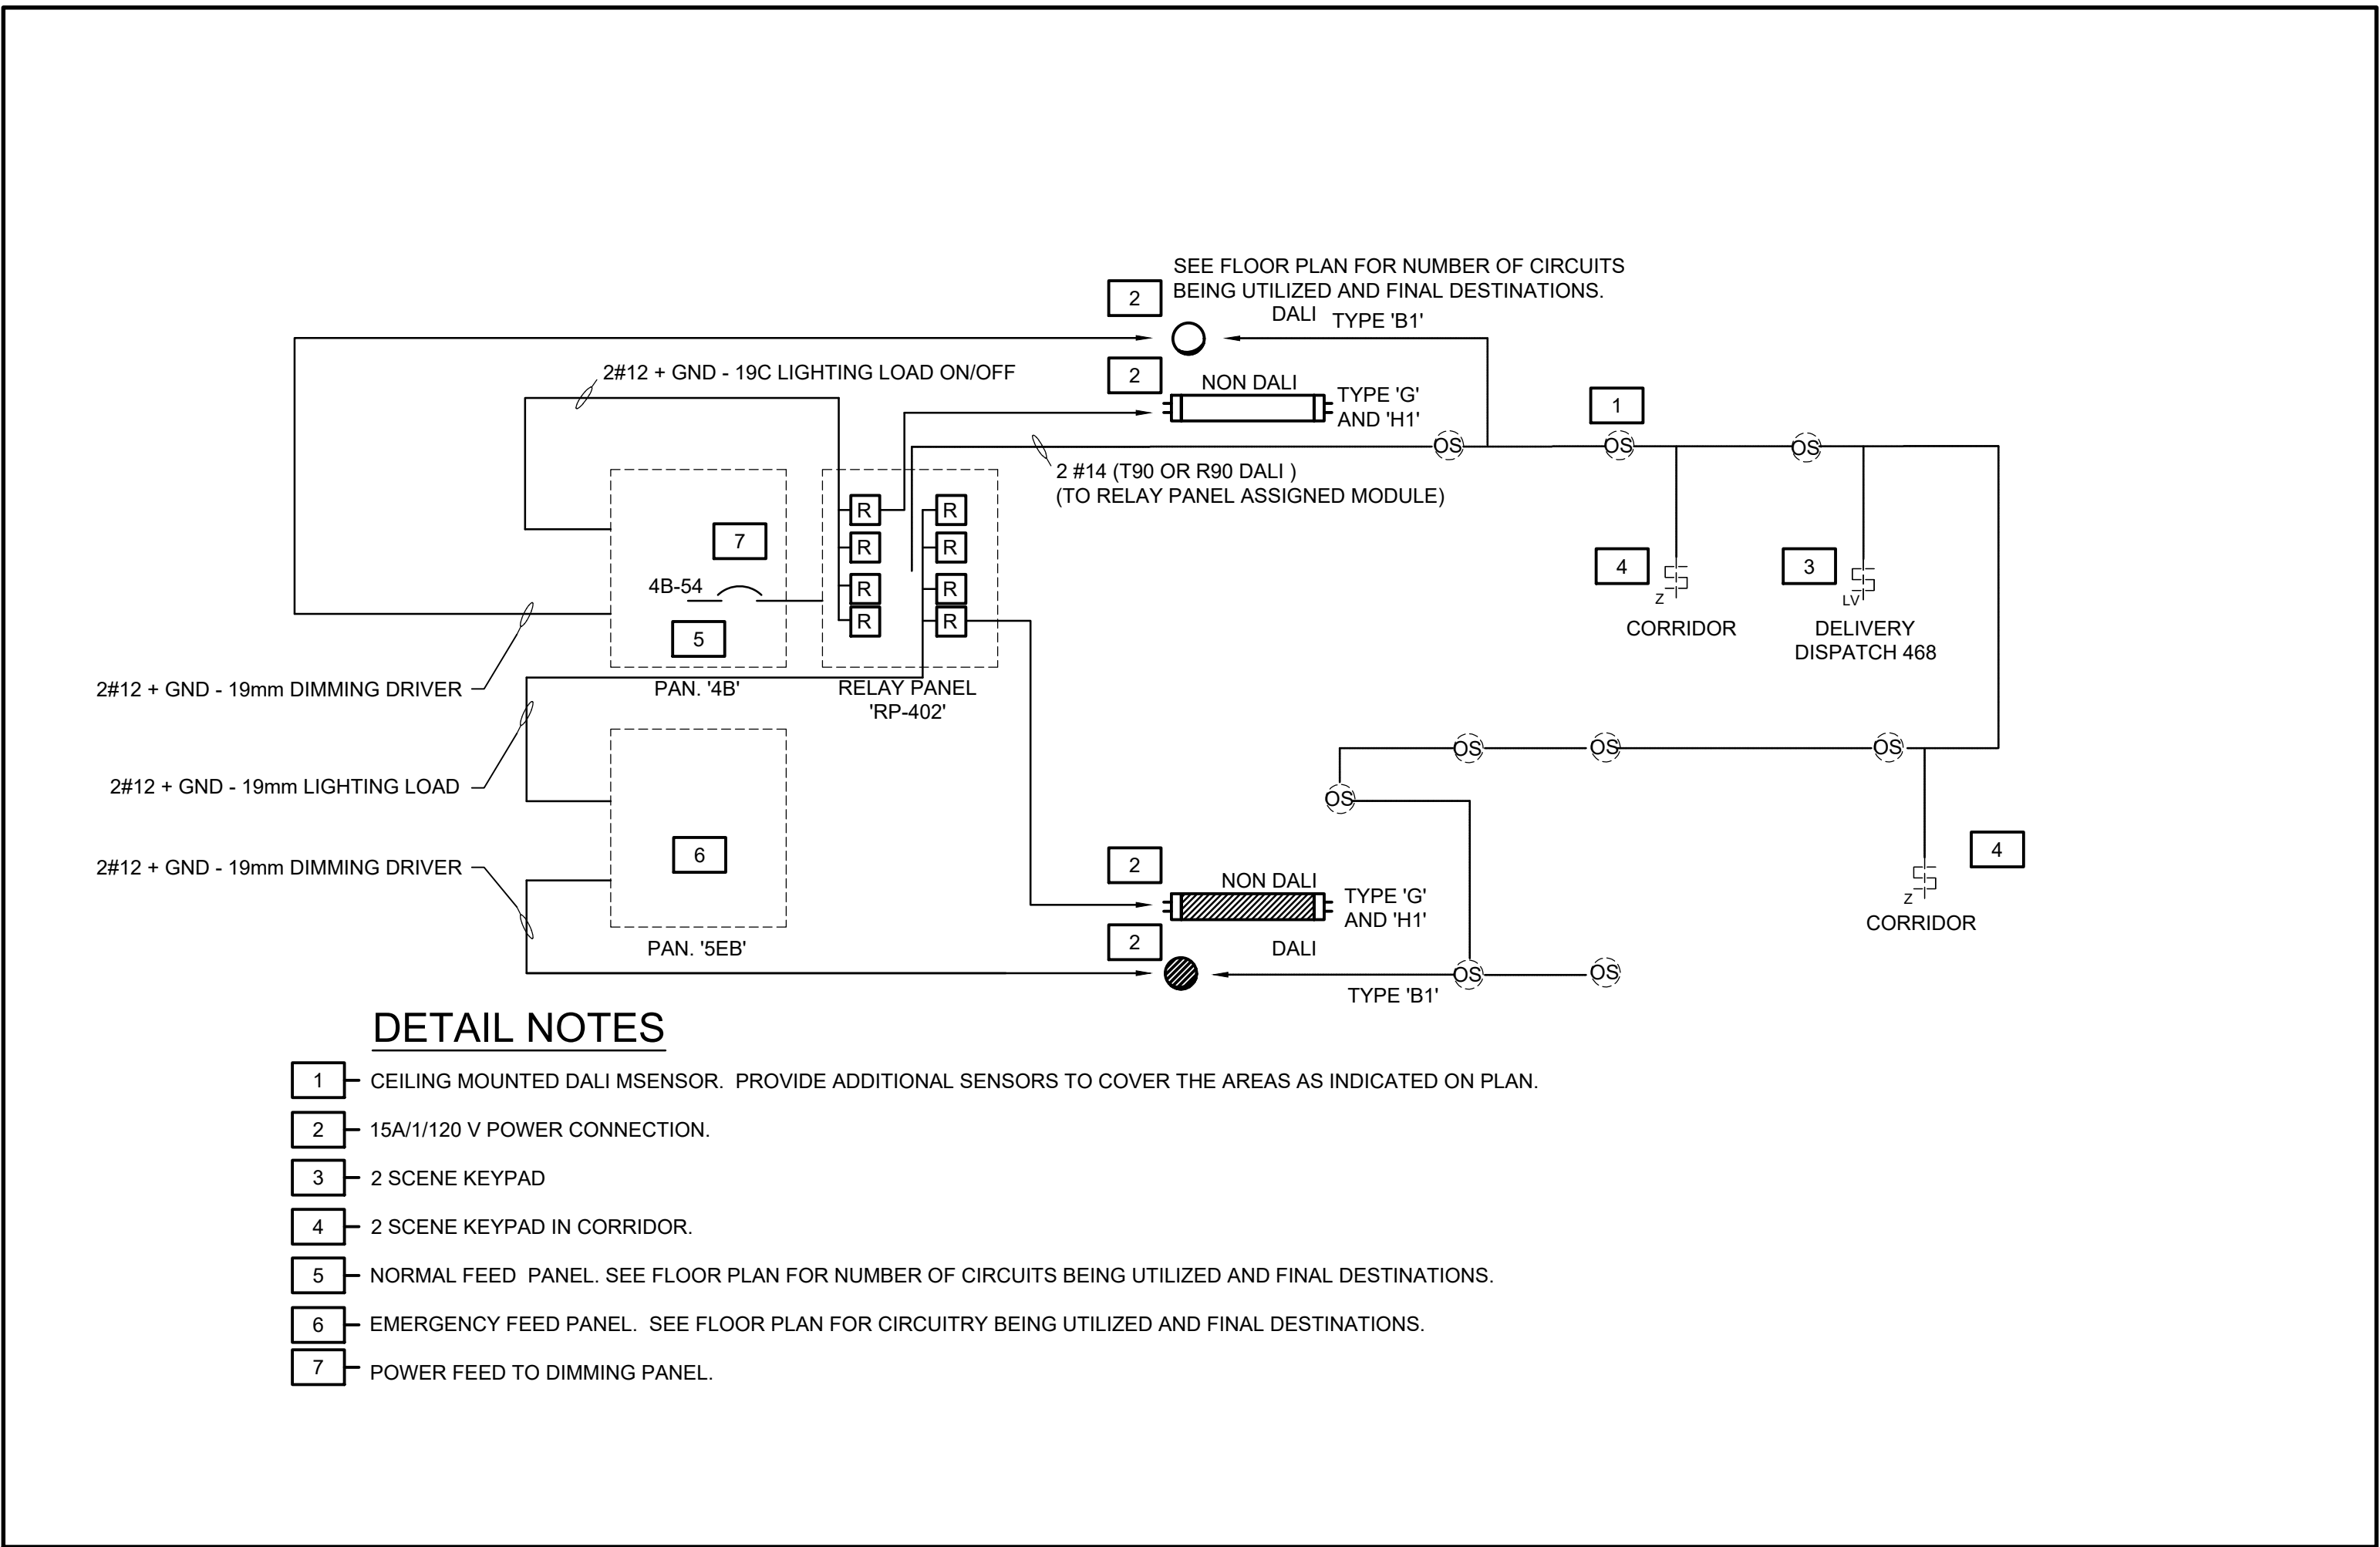 SEE FLOOR PLAN FOR NUMBER OF CIRCUITS
BEING UTILIZED AND FINAL DESTINATIONS.
2
DALI
TYPE 'B1'
2#12 + GND - 19C LIGHTING LOAD ON/OFF
2
NON DALI
TYPE 'G'
AND 'H1'
1
OS
OS
OS
2 #14 (T90 OR R90 DALI )
(TO RELAY PANEL ASSIGNED MODULE)
R
R
R
R
R
R
R
R
7
4B-54
5
4
Z
CORRIDOR
3
LV
DELIVERY
DISPATCH 468
2#12 + GND - 19mm DIMMING DRIVER
PAN. '4B'
RELAY PANEL
'RP-402'
OS
OS
OS
OS
2#12 + GND - 19mm LIGHTING LOAD
6
2#12 + GND - 19mm DIMMING DRIVER
PAN. '5EB'
2
NON DALI
TYPE 'G'
AND 'H1'
4
Z
CORRIDOR
2
DALI
OS
OS
TYPE 'B1'
DETAIL NOTES
1 CEILING MOUNTED DALI MSENSOR. PROVIDE ADDITIONAL SENSORS TO COVER THE AREAS AS INDICATED ON PLAN.
2 15A/1/120 V POWER CONNECTION.
3 2 SCENE KEYPAD
4 2 SCENE KEYPAD IN CORRIDOR.
5 NORMAL FEED PANEL. SEE FLOOR PLAN FOR NUMBER OF CIRCUITS BEING UTILIZED AND FINAL DESTINATIONS.
6 EMERGENCY FEED PANEL. SEE FLOOR PLAN FOR CIRCUITRY BEING UTILIZED AND FINAL DESTINATIONS.
7 POWER FEED TO DIMMING PANEL.